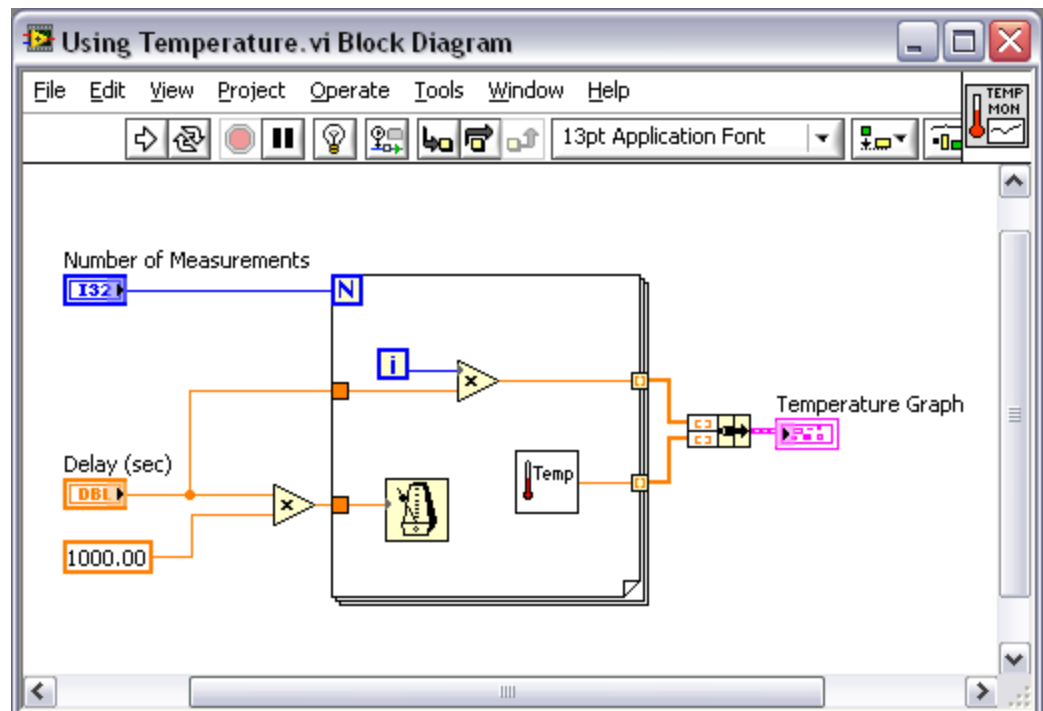 Using Temperature.vi Block Diagram
File Edit View Project Operate Tools Window Help
TEMP
MON
13pt Application Font
Number of Measurements
I32
N
i
x
Temperature Graph
Delay (sec)
DBL
x
Temp
1000.00